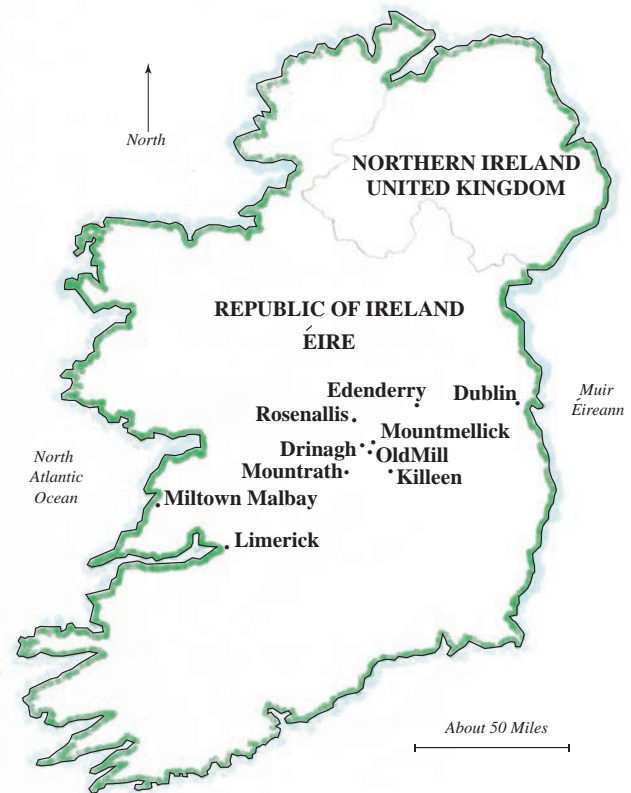 North
NORTHERN IRELAND
UNITED KINGDOM
REPUBLIC OF IRELAND
ÉIRE
Edenderry
Dublin
Muir
Éireann
Rosenallis
Mountmellick
Drinagh
OldMill
Mountrath
Killeen
North
Atlantic
Ocean
Miltown Malbay
Limerick
About 50 Miles